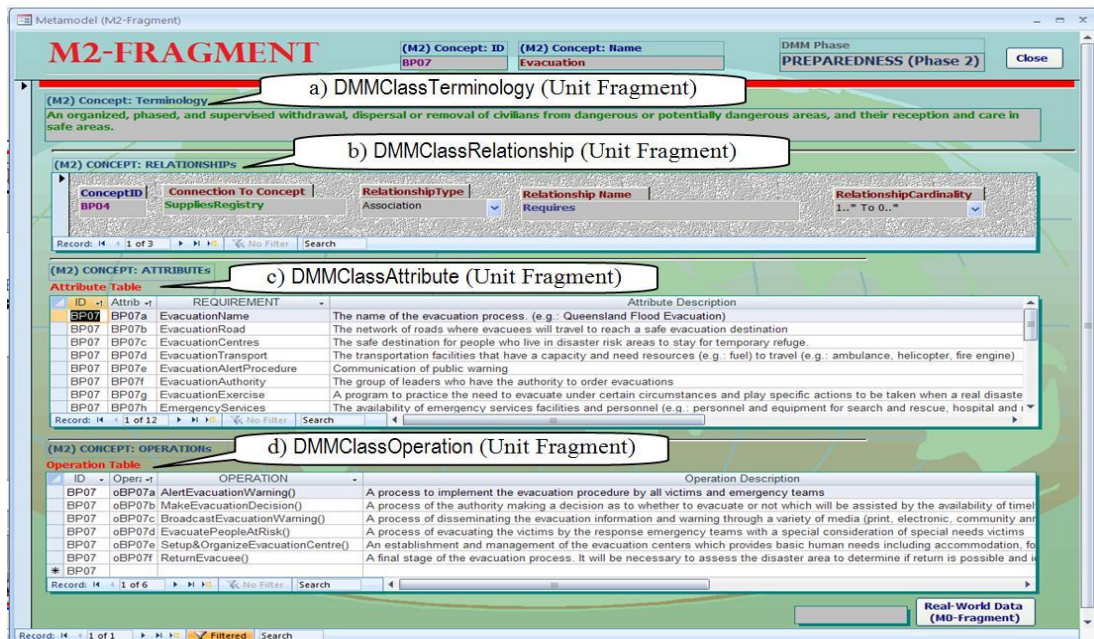 Metamodel (M2-Fragment)
M2-FRAGMENT
(M2) Concept: ID (M2) Concept: Name
BP07 Evacuation
DMM Phase
PREPAREDNESS (Phase 2)
Close
a) DMMClassTerminology (Unit Fragment)
(M2) Concept: Terminology
An organized, phased, and supervised withdrawal, dispersal or removal of civilians from dangerous or potentially dangerous areas, and their reception and care in
safe areas.
b) DMMClassRelationship (Unit Fragment)
(M2) CONCEPT: RELATIONSHIPs
ConceptID Connection To Concept RelationshipType Relationship Name RelationshipCardinality
BP04 SuppliesRegistry Association Requires 1..* To 0..*
Record: 1 of 3 No Filter Search
(M2) CONCEPT: ATTRIBUTEs
c) DMMClassAttribute (Unit Fragment)
Attribute Table
ID Attrib REQUIREMENT Attribute Description
BP07 BP07a EvacuationName The name of the evacuation process. (e.g.: Queensland Flood Evacuation)
BP07 BP07b EvacuationRoad The network of roads where evacuees will travel to reach a safe evacuation destination
BP07 BP07c EvacuationCentres The safe destination for people who live in disaster risk areas to stay for temporary refuge.
BP07 BP07d EvacuationTransport The transportation facilities that have a capacity and need resources (e.g.: fuel) to travel (e.g.: ambulance, helicopter, fire engine)
BP07 BP07e EvacuationAlertProcedure Communication of public warning
BP07 BP07f EvacuationAuthority The group of leaders who have the authority to order evacuations
BP07 BP07g EvacuationExercise A program to practice the need to evacuate under certain circumstances and play specific actions to be taken when a real disaste
BP07 BP07h EmergencyServices The availability of emergency services facilities and personnel (e.g.: personnel and equipment for search and rescue, hospital and
Record: 1 of 12 No Filter Search
(M2) CONCEPT: OPERATIONs
d) DMMClassOperation (Unit Fragment)
Operation Table
ID Opera OPERATION Operation Description
BP07 oBP07a AlertEvacuationWarning() A process to implement the evacuation procedure by all victims and emergency teams
BP07 oBP07b MakeEvacuationDecision() A process of the authority making a decision as to whether to evacuate or not which will be assisted by the availability of timel
BP07 oBP07c BroadcastEvacuationWarning() A process of disseminating the evacuation information and warning through a variety of media (print, electronic, community
BP07 oBP07d EvacuatePeopleAtRisk() A process of evacuating the victims by the response emergency teams with a special consideration of special needs victims
BP07 oBP07e Setup&OrganizeEvacuationCentre() An establishment and management of the evacuation centers which provides basic human needs including accommodation, fo
BP07 oBP07f ReturnEvacuee() A final stage of the evacuation process. It will be necessary to assess the disaster area to determine if return is possible and
* BP07
Record: 1 of 6 No Filter Search
Real-World Data
(M0-Fragment)
Record: 1 of 1 Filtered Search